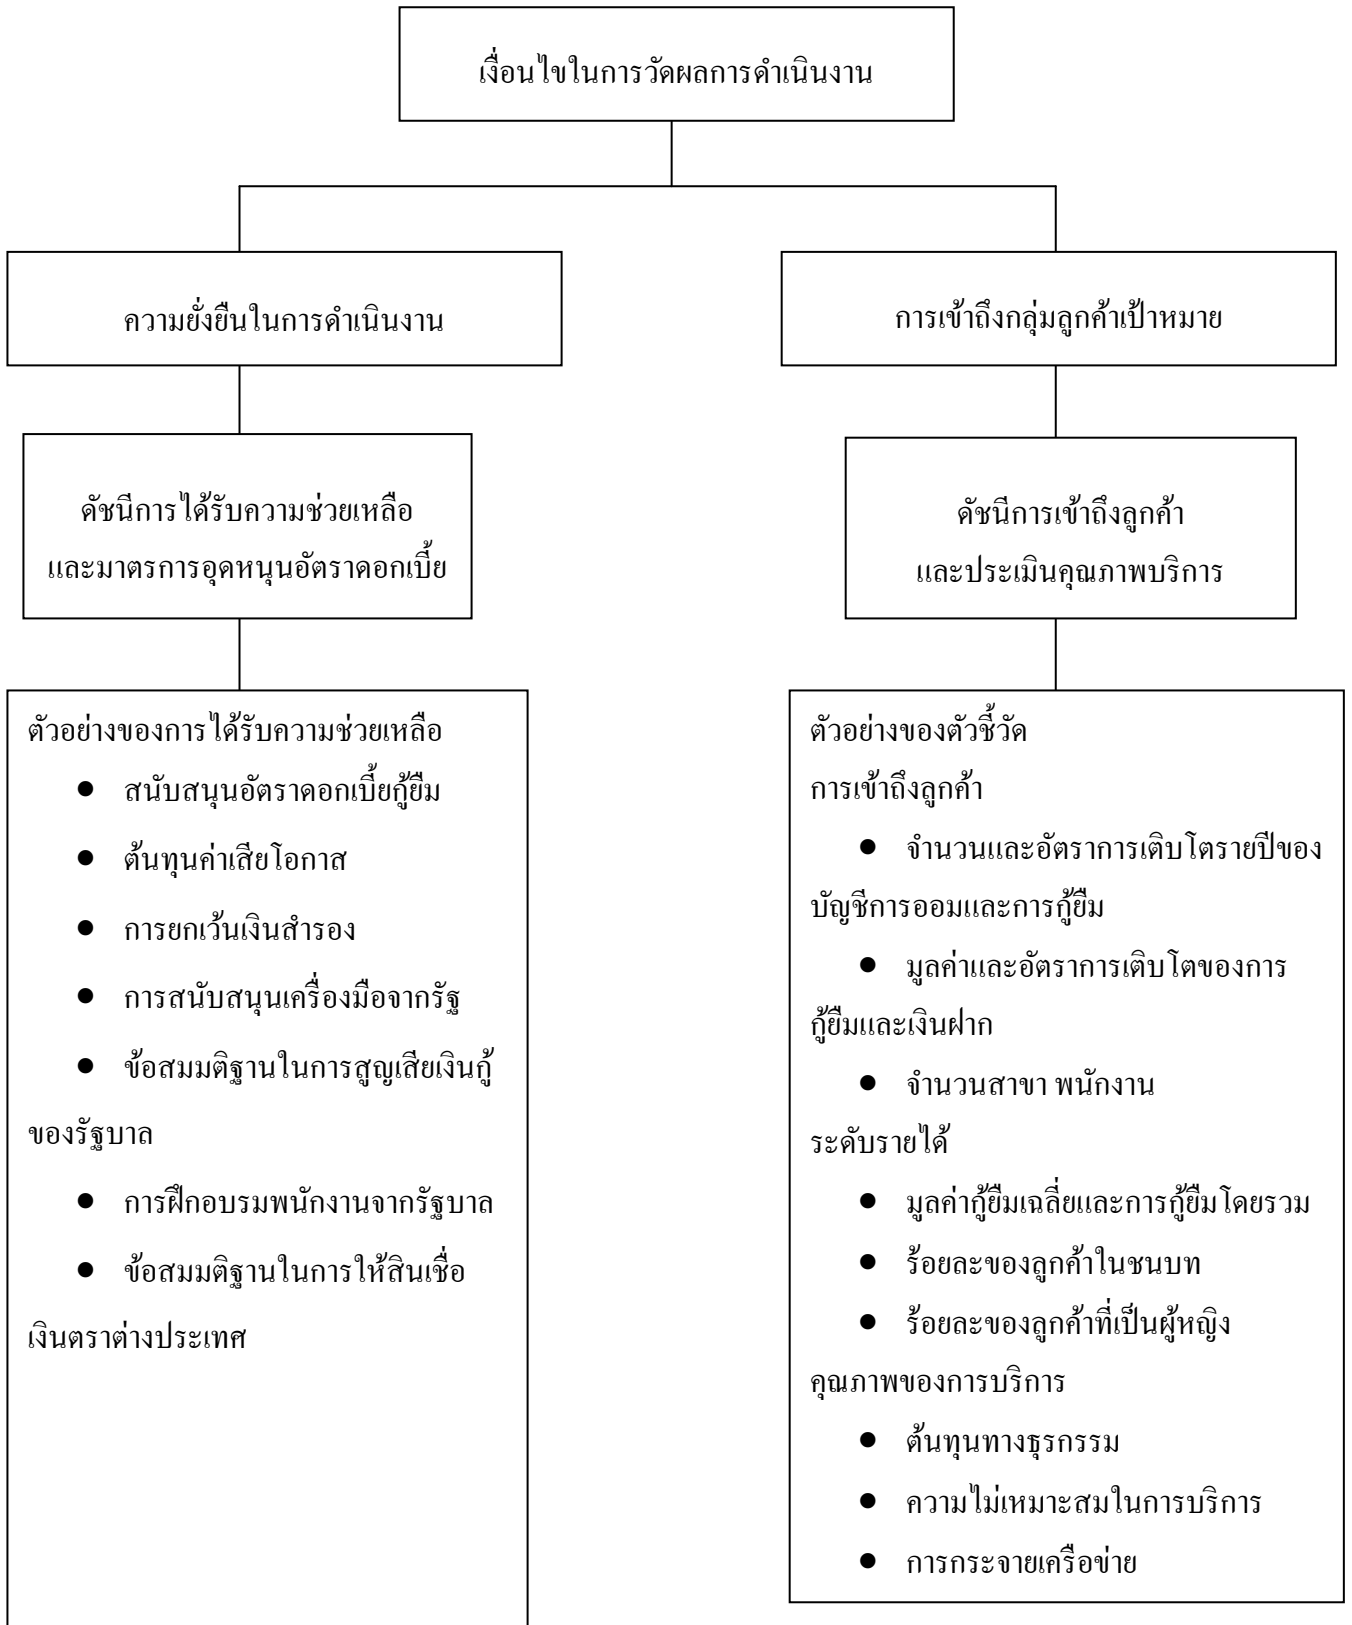 เงื่อนไขในการวัดผลการดำเนินงาน
ความยั่งยืนในการดำเนินงาน
การเข้าถึงกลุ่มลูกค้าเป้าหมาย
ดัชนีการได้รับความช่วยเหลือ
และมาตรการอุดหนุนอัตราดอกเบี้ย
ดัชนีการเข้าถึงลูกค้า
และประเมินคุณภาพบริการ
ตัวอย่างของการได้รับความช่วยเหลือ
● สนับสนุนอัตราดอกเบี้ยกู้ยืม
● ต้นทุนค่าเสียโอกาส
● การยกเว้นเงินสำรอง
● การสนับสนุนเครื่องมือจากรัฐ
● ข้อสมมติฐานในการสูญเสียเงินกู้
ของรัฐบาล
● การฝึกอบรมพนักงานจากรัฐบาล
● ข้อสมมติฐานในการให้สินเชื่อ
เงินตราต่างประเทศ
ตัวอย่างของตัวชี้วัด
การเข้าถึงลูกค้า
● จำนวนและอัตราการเติบโตรายปีของ
บัญชีการออมและการกู้ยืม
● มูลค่าและอัตราการเติบโตของการ
กู้ยืมและเงินฝาก
● จำนวนสาขา พนักงาน
ระดับรายได้
● มูลค่ากู้ยืมเฉลี่ยและการกู้ยืมโดยรวม
● ร้อยละของลูกค้าในชนบท
● ร้อยละของลูกค้าที่เป็นผู้หญิง
คุณภาพของการบริการ
● ต้นทุนทางธุรกรรม
● ความไม่เหมาะสมในการบริการ
● การกระจายเครือข่าย